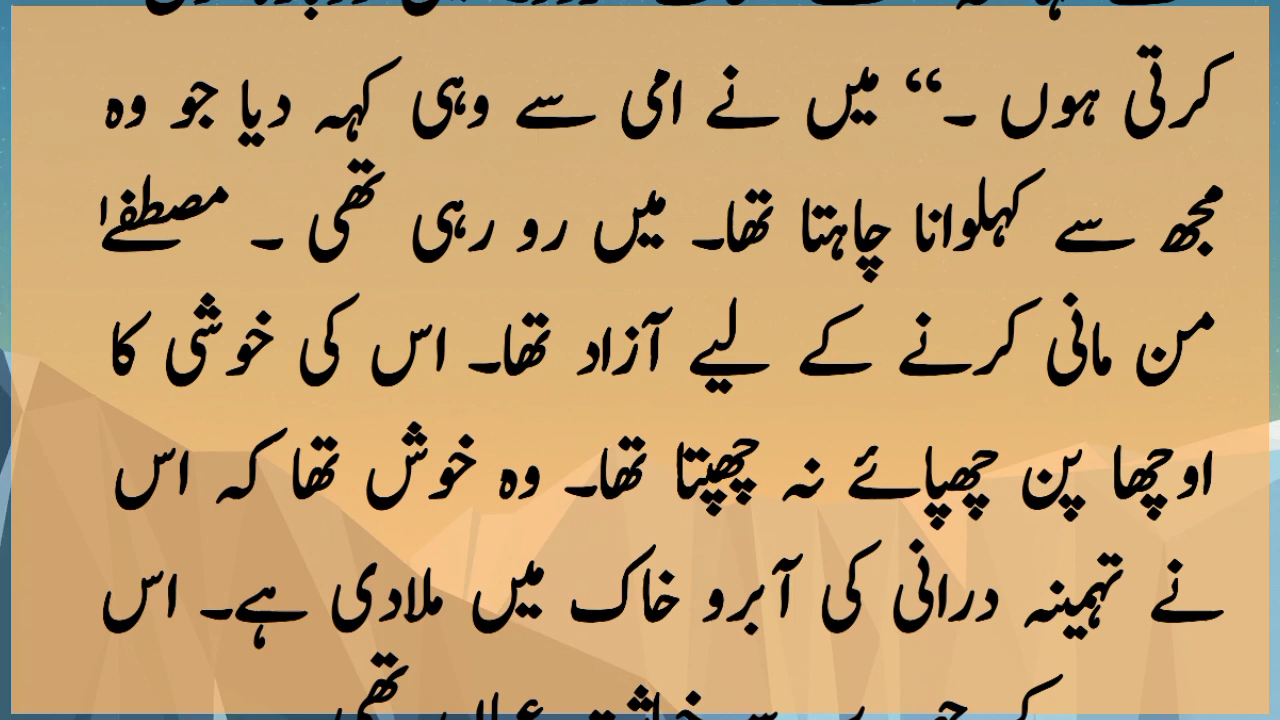 کرتی ہوں ۔‘‘ میں نے امی سے وہی کہہ دیا جو وہ
مجھ سے کہلوانا چاہتا تھا۔ میں رو رہی تھی ۔ مصطفےٰ
من مانی کرنے کے لیے آزاد تھا۔ اس کی خوشی کا
اوچھا پن چھپائے نہ چھپتا تھا۔ وہ خوش تھا کہ اس
نے تہمینہ درانی کی آبرو خاک میں ملادی ہے۔ اس